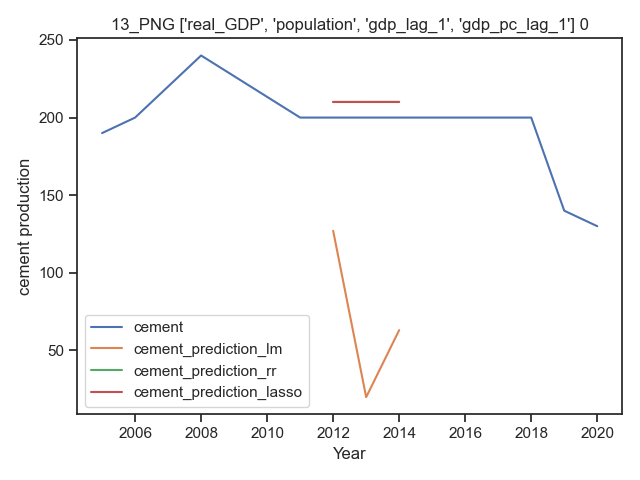 13_PNG ['real_GDP', 'population', 'gdp_lag_1', 'gdp_pc_lag_1'] 0
250
200
150
100
50
cement production
cement
cement_prediction_lm
cement_prediction_rr
cement_prediction_lasso
2006 2008 2010 2012 2014 2016 2018 2020
Year